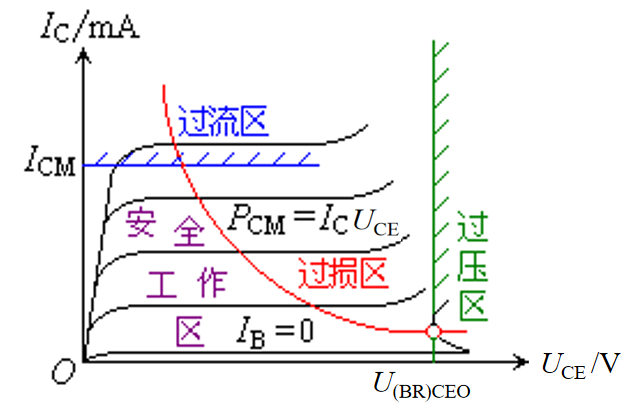 I_C/mA
过流区
I_CM
安全
P_CM=I_C U_CE
过压区
工作
过损区
区
I_B=0
O
U_CE/V
U_(BR)CEO